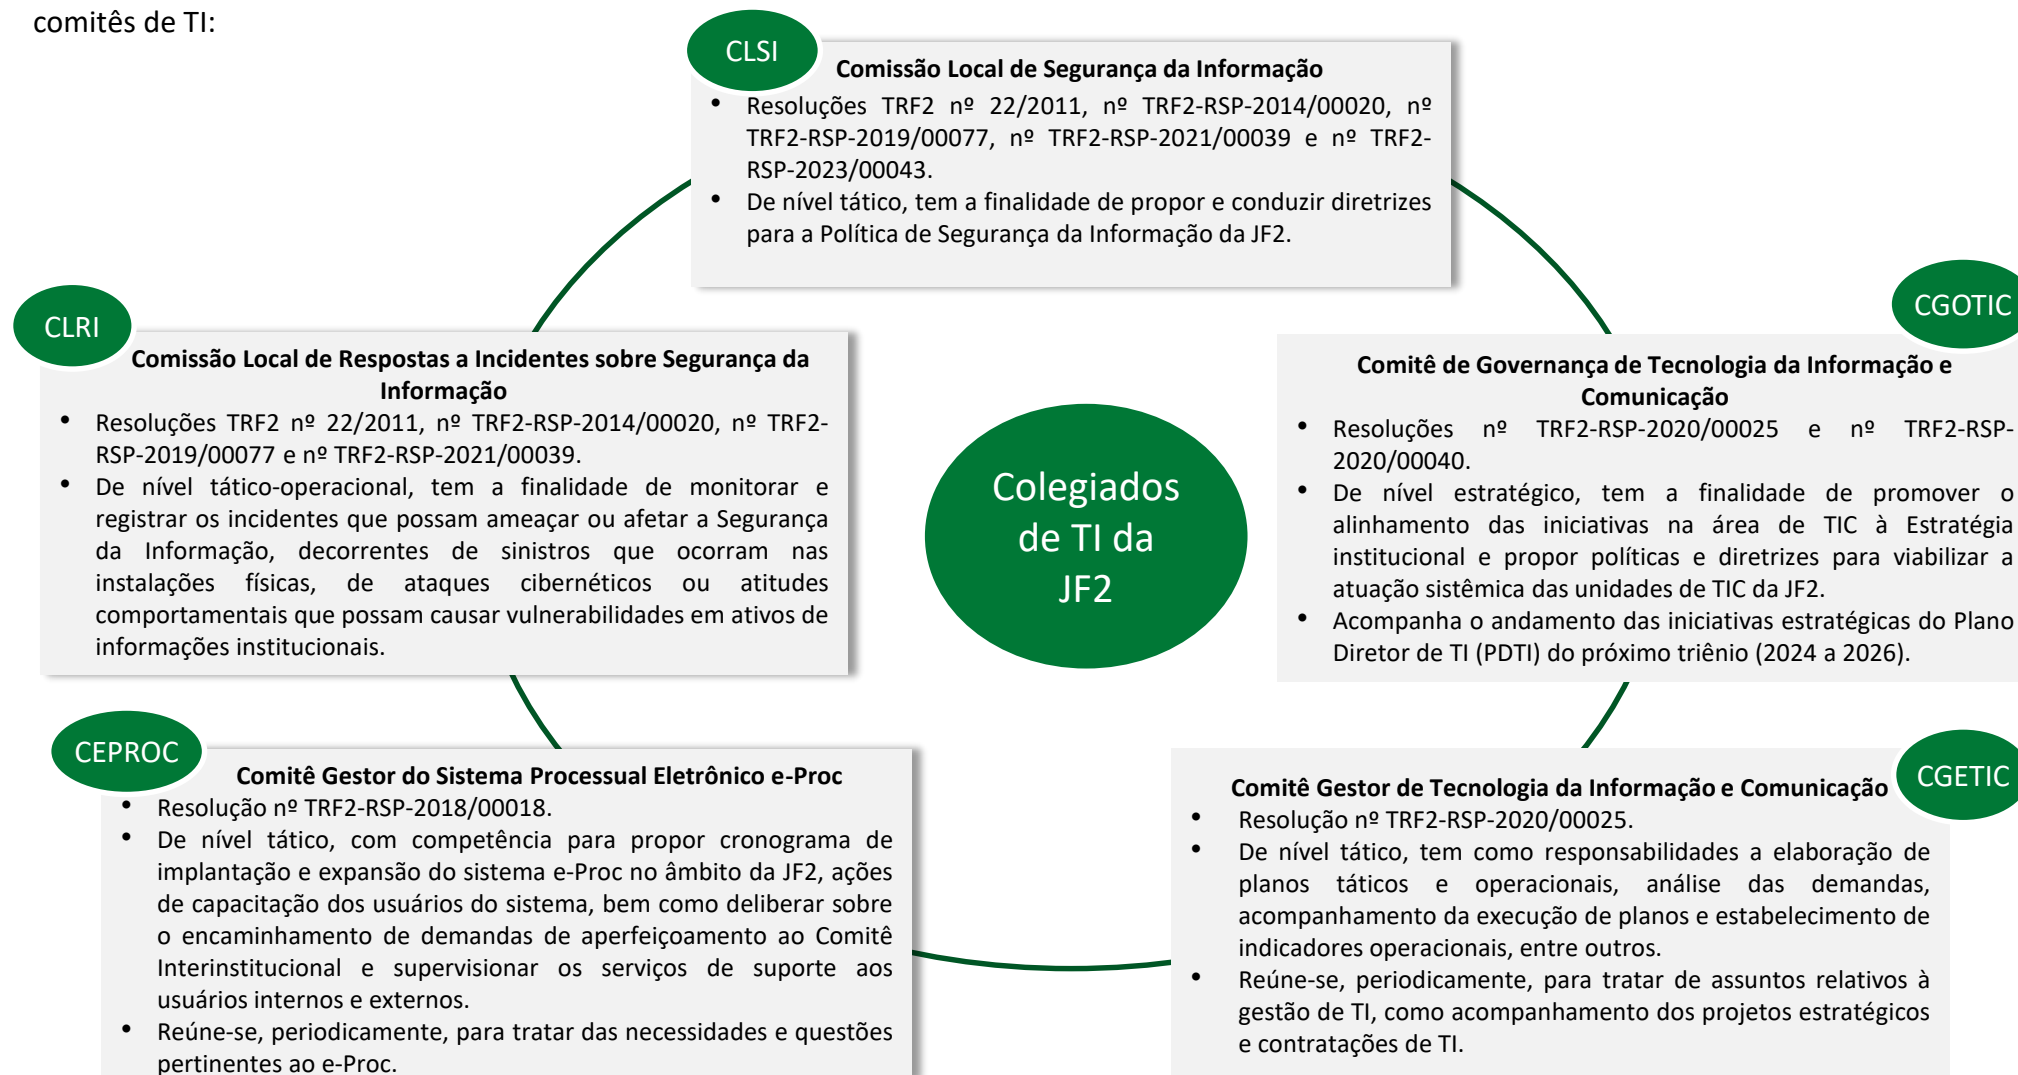 comitês de TI:
CLSI
Comissão Local de Segurança da Informação
• Resoluções TRF2 nº 22/2011, nº TRF2-RSP-2014/00020, nº
TRF2-RSP-2019/00077, nº TRF2-RSP-2021/00039 e nº TRF2-
RSP-2023/00043.
• De nível tático, tem a finalidade de propor e conduzir diretrizes
para a Política de Segurança da Informação da JF2.
CLRI
Comissão Local de Respostas a Incidentes sobre Segurança da
Informação
• Resoluções TRF2 nº 22/2011, nº TRF2-RSP-2014/00020, nº TRF2-
RSP-2019/00077 e nº TRF2-RSP-2021/00039.
• De nível tático-operacional, tem a finalidade de monitorar e
registrar os incidentes que possam ameaçar ou afetar a Segurança
da Informação, decorrentes de sinistros que ocorram nas
instalações físicas, de ataques cibernéticos ou atitudes
comportamentais que possam causar vulnerabilidades em ativos de
informações institucionais.
Colegiados
de TI da
JF2
CGOTIC
Comitê de Governança de Tecnologia da Informação e
Comunicação
• Resoluções nº TRF2-RSP-2020/00025 e nº TRF2-RSP-
2020/00040.
• De nível estratégico, tem a finalidade de promover o
alinhamento das iniciativas na área de TIC à Estratégia
institucional e propor políticas e diretrizes para viabilizar a
atuação sistêmica das unidades de TIC da JF2.
• Acompanha o andamento das iniciativas estratégicas do Plano
Diretor de TI (PDTI) do próximo triênio (2024 a 2026).
CEPROC
Comitê Gestor do Sistema Processual Eletrônico e-Proc
• Resolução nº TRF2-RSP-2018/00018.
• De nível tático, com competência para propor cronograma de
implantação e expansão do sistema e-Proc no âmbito da JF2, ações
de capacitação dos usuários do sistema, bem como deliberar sobre
o encaminhamento de demandas de aperfeiçoamento ao Comitê
Interinstitucional e supervisionar os serviços de suporte aos
usuários internos e externos.
• Reúne-se, periodicamente, para tratar das necessidades e questões
pertinentes ao e-Proc.
CGETIC
Comitê Gestor de Tecnologia da Informação e Comunicação
• Resolução nº TRF2-RSP-2020/00025.
• De nível tático, tem como responsabilidades a elaboração de
planos táticos e operacionais, análise das demandas,
acompanhamento da execução de planos e estabelecimento de
indicadores operacionais, entre outros.
• Reúne-se, periodicamente, para tratar de assuntos relativos à
gestão de TI, como acompanhamento dos projetos estratégicos
e contratações de TI.